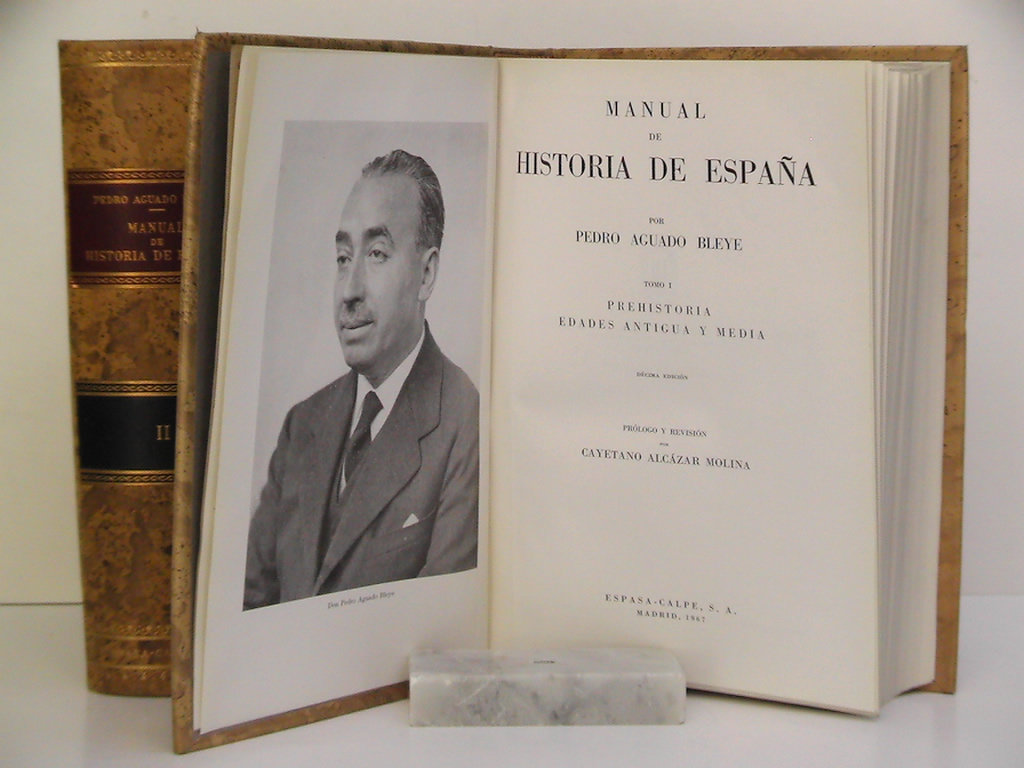 PEDRO AGUADO
MANUAL
DE
HISTORIA DE
II
Don Pedro Aguado Bleye
MANUAL
DE
HISTORIA DE ESPAÑA
POR
PEDRO AGUADO BLEYE
TOMO I
PREHISTORIA
EDADES ANTIGUA Y MEDIA
DÉCIMA EDICIÓN
PRÓLOGO Y REVISIÓN
POR
CAYETANO ALCÁZAR MOLINA
ESPASA-CALPE, S. A.
MADRID, 1967